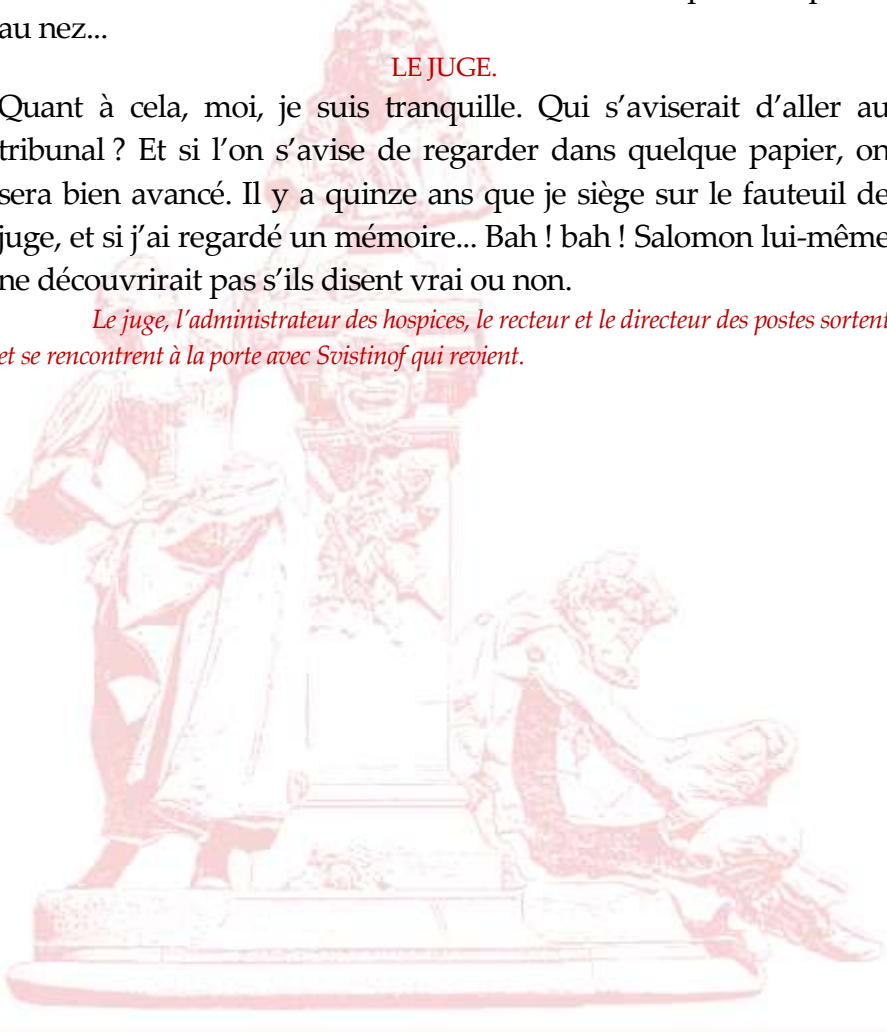 au nez...
LE JUGE.
Quant à cela, moi, je suis tranquille. Qui s’aviserait d’aller au
tribunal ? Et si l’on s’avise de regarder dans quelque papier, on
sera bien avancé. Il y a quinze ans que je siège sur le fauteuil de
juge, et si j’ai regardé un mémoire... Bah ! bah ! Salomon lui-même
ne découvrirait pas s’ils disent vrai ou non.
Le juge, l’administrateur des hospices, le recteur et le directeur des postes sortent
et se rencontrent à la porte avec Svistinof qui revient.